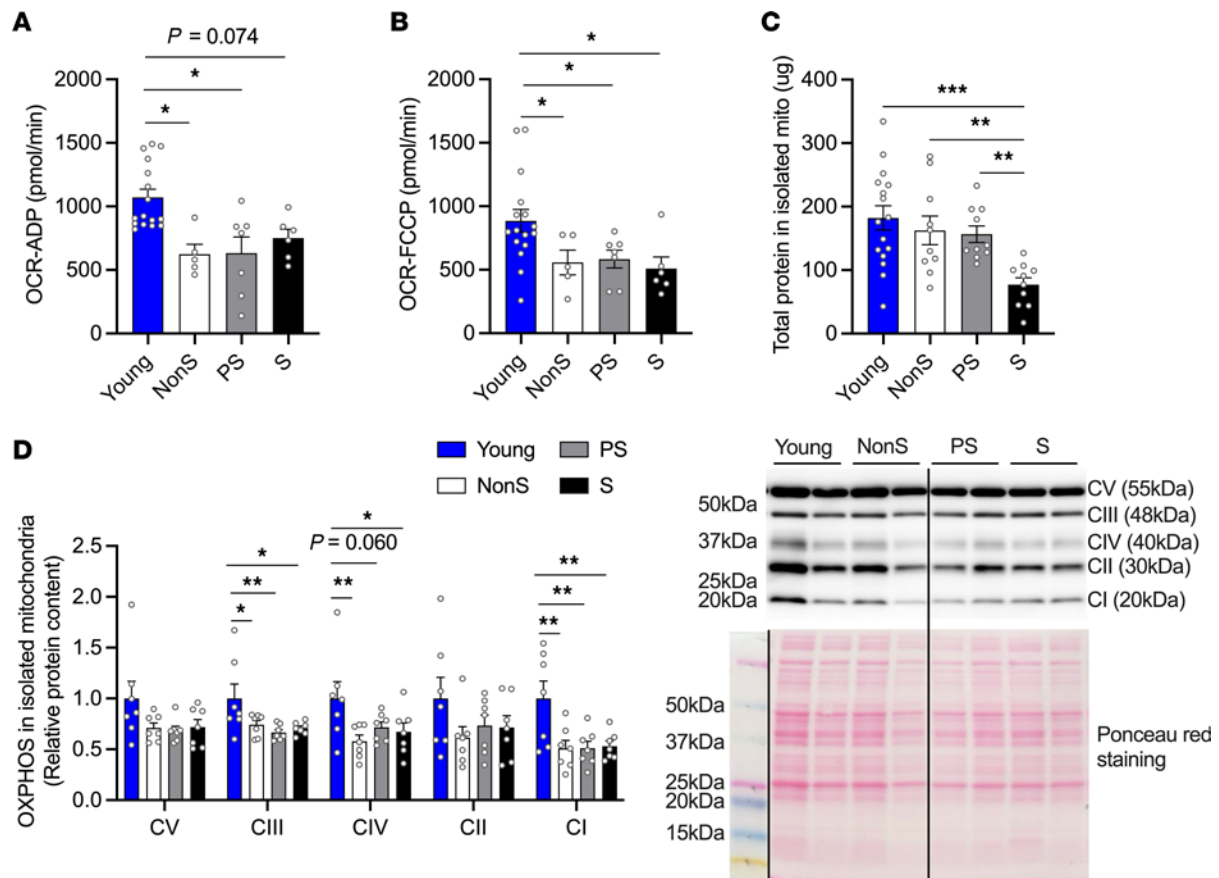 A
P = 0.074
*
*
OCR-ADP (pmol/min)
2000
1500
1000
500
0
Young
NonS
PS
S
B
*
*
*
OCR-FCCP (pmol/min)
2000
1500
1000
500
0
Young
NonS
PS
S
C
***
**
**
Total protein in isolated mito (ug)
400
300
200
100
0
Young
NonS
PS
S
D
Young
PS
NonS
S
OXPHOS in isolated mitochondria
(Relative protein content)
2.5
2.0
1.5
1.0
0.5
0.0
*
**
*
*
P = 0.060
**
**
**
**
CV
CIII
CIV
CII
CI
Young NonS PS S
50kDa
37kDa
25kDa
20kDa
CV (55kDa)
CIII (48kDa)
CIV (40kDa)
CII (30kDa)
CI (20kDa)
50kDa
37kDa
25kDa
20kDa
15kDa
Ponceau red
staining